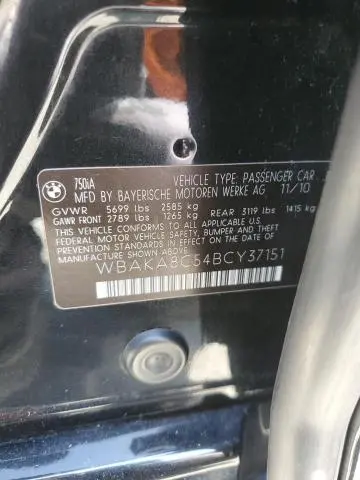 BMW
750iA VEHICLE TYPE: PASSENGER CAR
MFD BY BAYERISCHE MOTOREN WERKE AG 11/10
GVWR 5699 lbs 2585 kg
GAWR FRONT 2789 lbs 1265 kg REAR 3119 lbs 1415 kg
THIS VEHICLE CONFORMS TO ALL APPLICABLE U.S.
FEDERAL MOTOR VEHICLE SAFETY, BUMPER AND THEFT
PREVENTION STANDARDS IN EFFECT ON THE DATE OF
MANUFACTURE SHOWN ABOVE
WBAKA8C54BCY37151